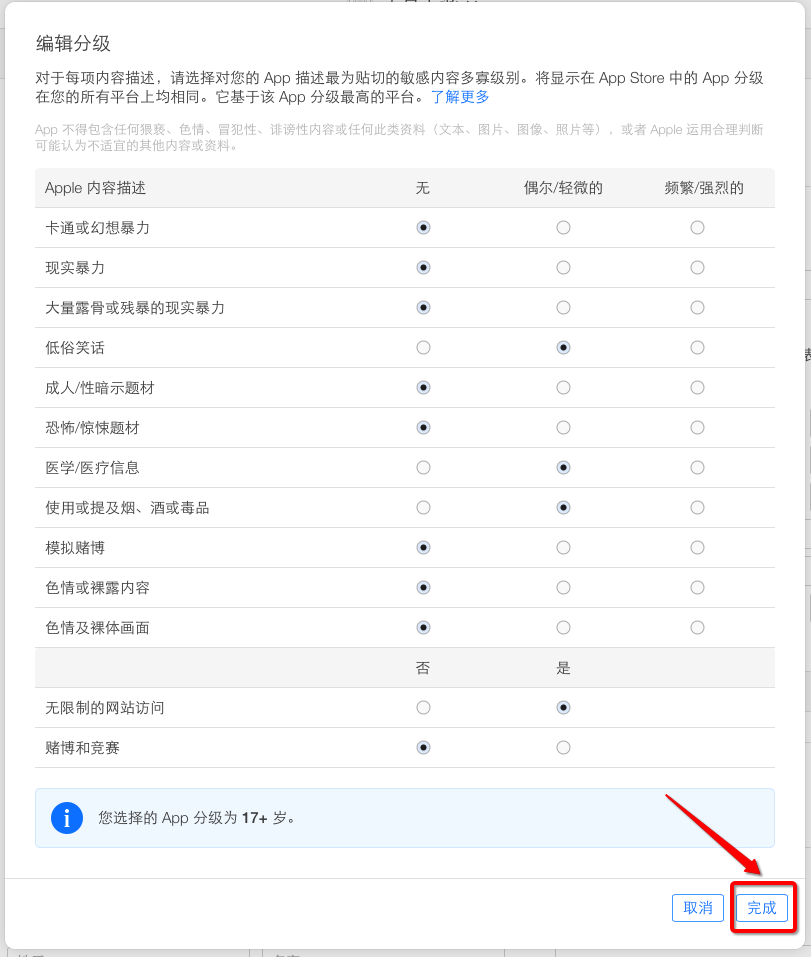 编辑分级
对于每项内容描述，请选择对您的 App 描述最为贴切的敏感内容多寡级别。将显示在 App Store 中的 App 分级
在您的所有平台上均相同。它基于该 App 分级最高的平台。了解更多
App 不得包含任何猥亵、色情、冒犯性、诽谤性内容或任何此类资料（文本、图片、图像、照片等），或者 Apple 运用合理判断
可能认为不适宜的其他内容或资料。
Apple 内容描述 无 偶尔/轻微的 频繁/强烈的
卡通或幻想暴力
现实暴力
大量露骨或残暴的现实暴力
低俗笑话
成人/性暗示题材
恐怖/惊悚题材
医学/医疗信息
使用或提及烟、酒或毒品
模拟赌博
色情或裸露内容
色情及裸体画面
否 是
无限制的网站访问
赌博和竞赛
您选择的 App 分级为 17+ 岁。
取消 完成